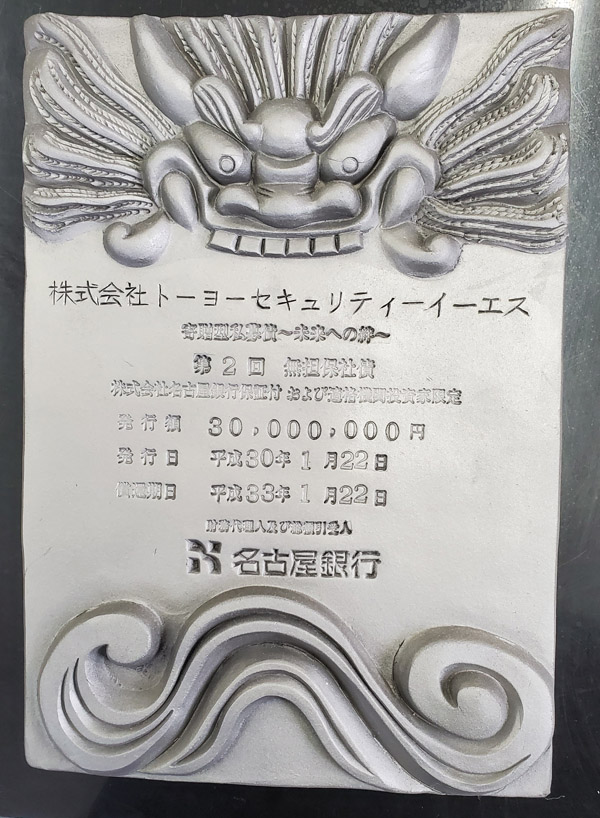 株式会社トーヨーセキュリティーイーエス
寄贈型私募債～未来への絆～
第2回 無担保社債
株式会社名古屋銀行保証付 および適格機関投資家限定
発行額 30,000,000円
発行日 平成30年1月22日
償還期日 平成33年1月22日
財務代理人及び総額引受人
名古屋銀行